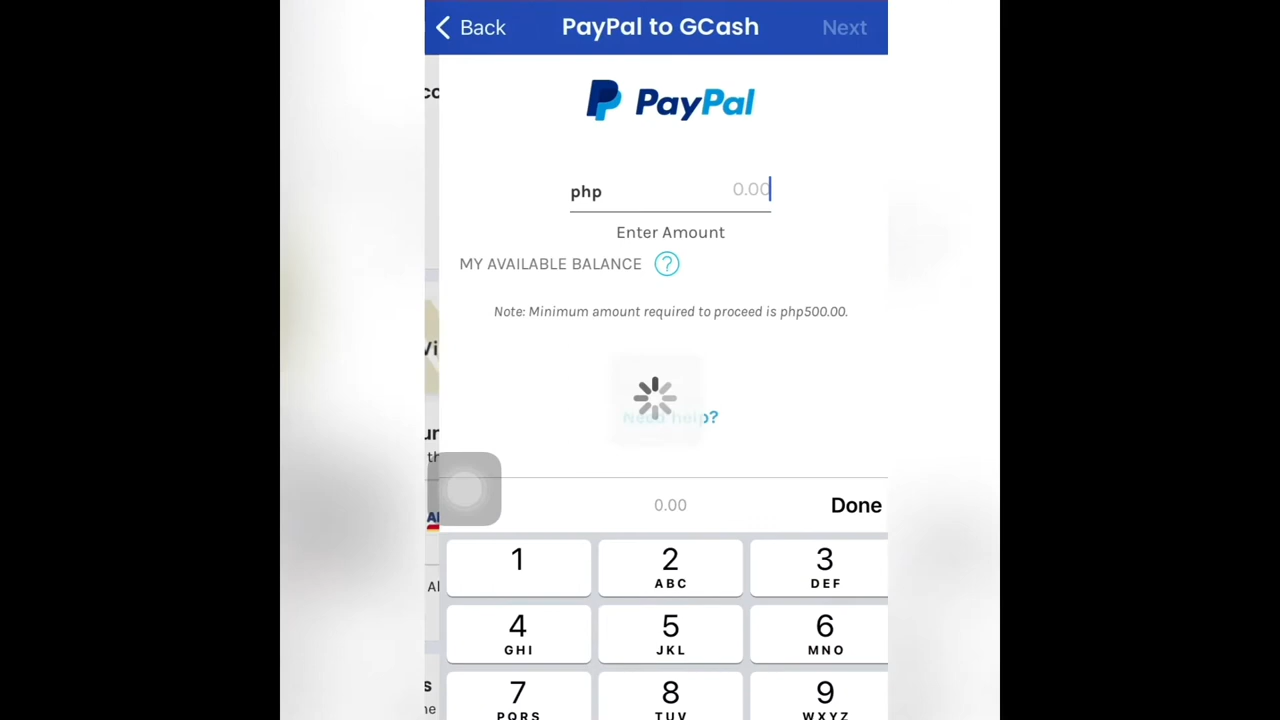 Back
PayPal to GCash
Next
PayPal
php
0.00
Enter Amount
MY AVAILABLE BALANCE ?
Note: Minimum amount required to proceed is php500.00.
Need help?
0.00
Done
1
2
ABC
3
DEF
4
GHI
5
JKL
6
MNO
7
PQRS
8
TUV
9
WXYZ